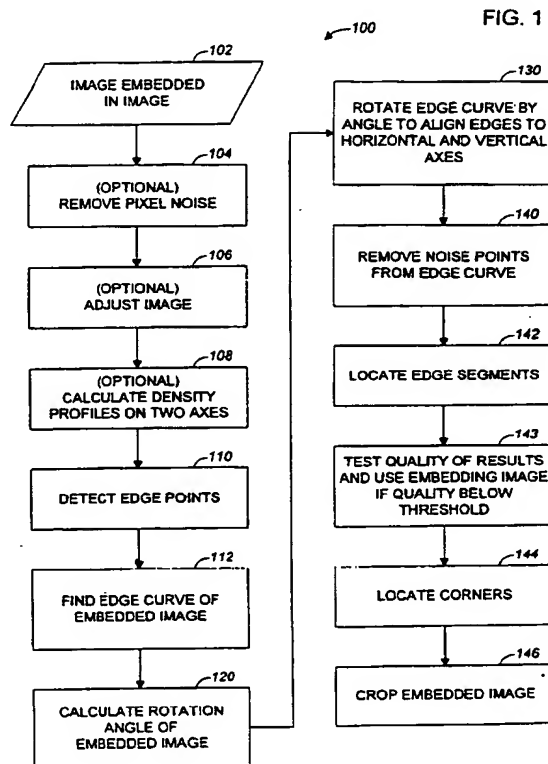 FIG. 1
100
102
IMAGE EMBEDDED
IN IMAGE
104
(OPTIONAL)
REMOVE PIXEL NOISE
106
(OPTIONAL)
ADJUST IMAGE
108
(OPTIONAL)
CALCULATE DENSITY
PROFILES ON TWO AXES
110
DETECT EDGE POINTS
112
FIND EDGE CURVE OF
EMBEDDED IMAGE
120
CALCULATE ROTATION
ANGLE OF
EMBEDDED IMAGE
130
ROTATE EDGE CURVE BY
ANGLE TO ALIGN EDGES TO
HORIZONTAL AND VERTICAL
AXES
140
REMOVE NOISE POINTS
FROM EDGE CURVE
142
LOCATE EDGE SEGMENTS
143
TEST QUALITY OF RESULTS
AND USE EMBEDDING IMAGE
IF QUALITY BELOW
THRESHOLD
144
LOCATE CORNERS
146
CROP EMBEDDED IMAGE